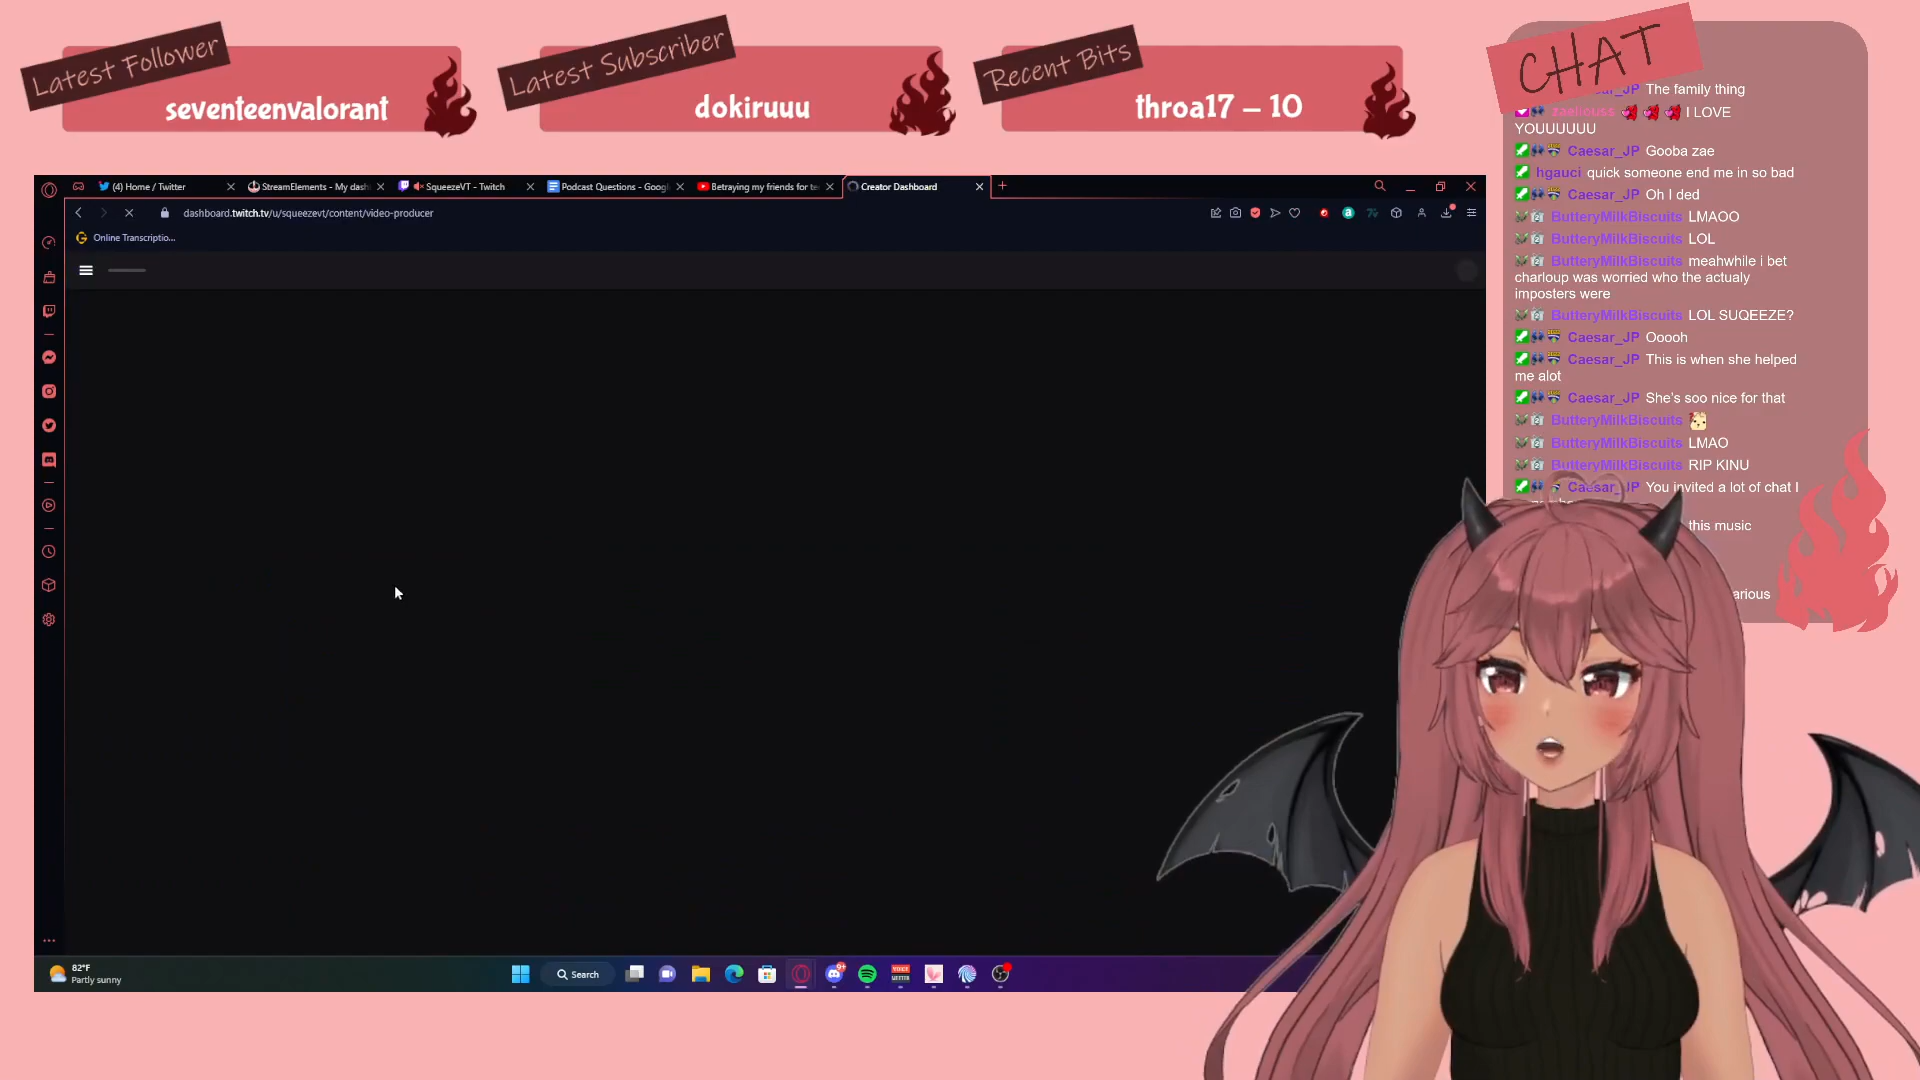 Latest Follower
seventeenvalorant
Latest Subscriber
dokiruuu
Recent Bits
throa17 – 10
CHAT
(4) Home / Twitter
StreamElements - My dash
SqueezeVT - Twitch
Podcast Questions - Googl
Betraying my friends for te
Creator Dashboard
dashboard.twitch.tv/u/squeezevt/content/video-producer
Online Transcriptio...
_JP The family thing
zaeliouss I LOVE
YOUUUUUU
Caesar_JP Gooba zae
hgauci quick someone end me in so bad
Caesar_JP Oh I ded
ButteryMilkBiscuits LMAOO
ButteryMilkBiscuits LOL
ButteryMilkBiscuits meahwhile i bet
charloup was worried who the actualy
imposters were
ButteryMilkBiscuits LOL SUQEEZE?
Caesar_JP Ooooh
Caesar_JP This is when she helped
me alot
Caesar_JP She's soo nice for that
ButteryMilkBiscuits
ButteryMilkBiscuits LMAO
ButteryMilkBiscuits RIP KINU
Caesar_JP You invited a lot of chat I
this music
arious
82°F
Partly sunny
Search